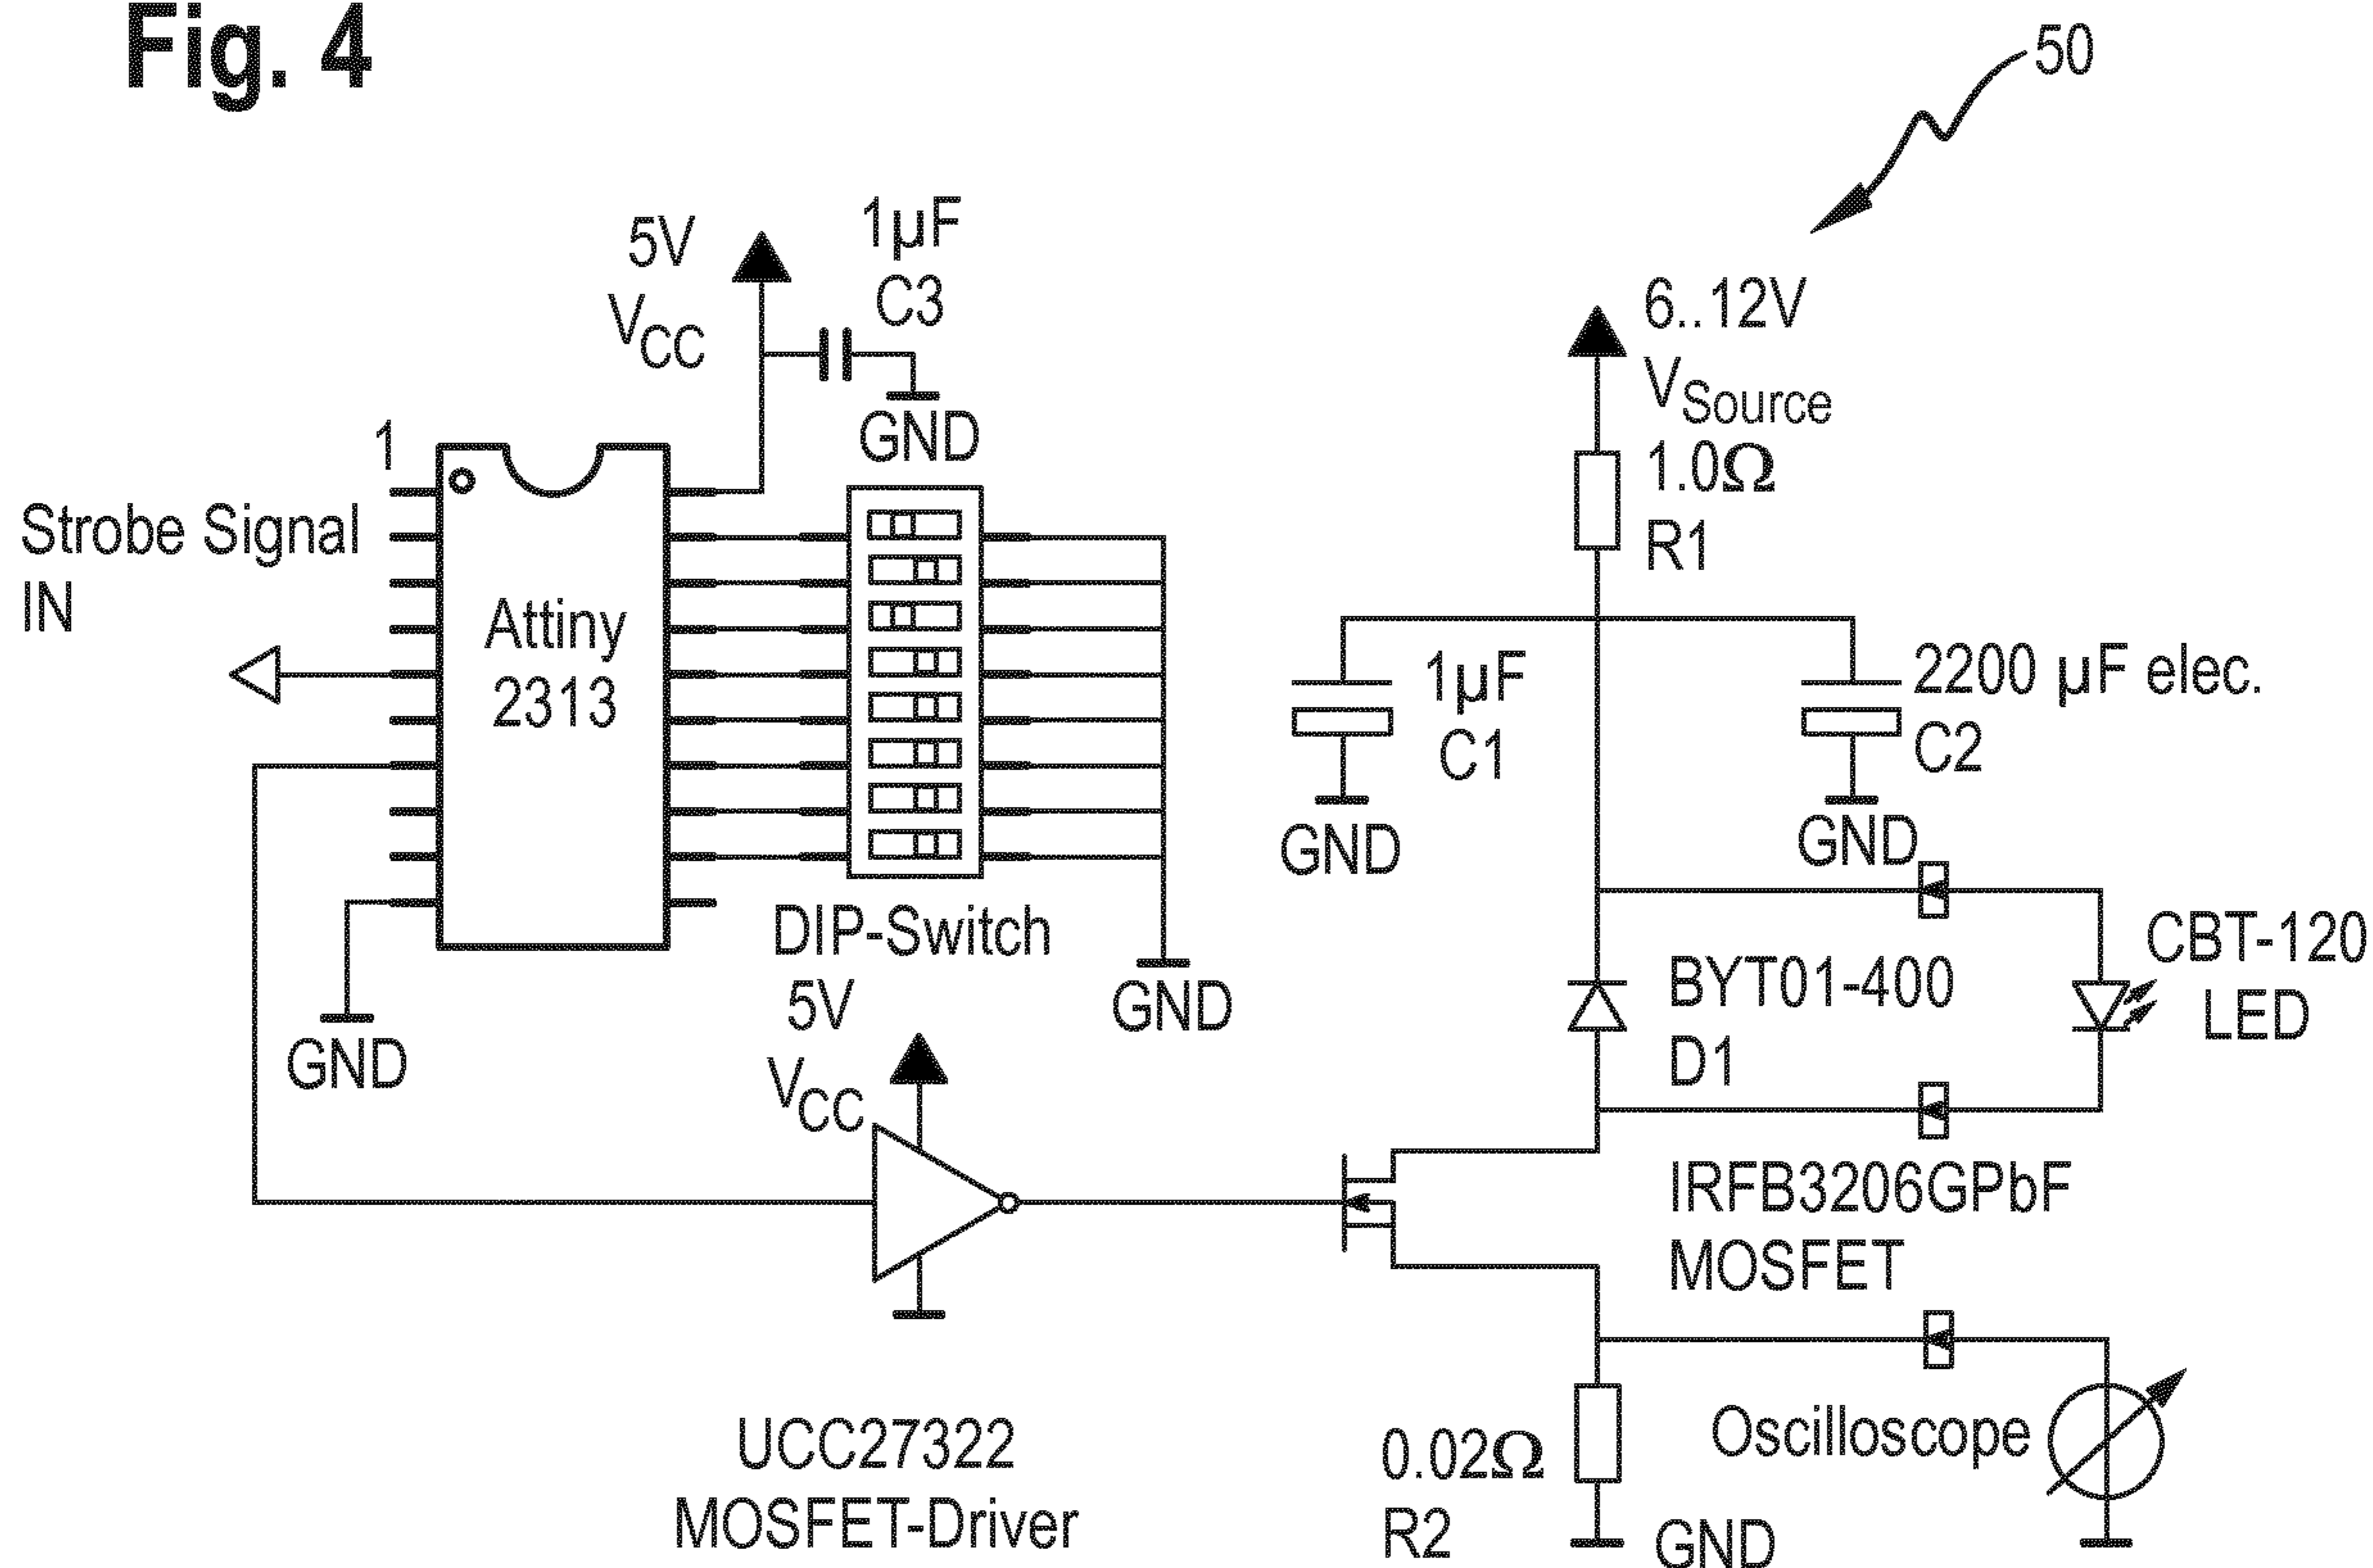 Fig. 4
50
5V
VCC
1µF
C3
GND
6..12V
VSource
1.0Ω
R1
1
Strobe Signal
IN
Attiny
2313
DIP-Switch
GND
GND
1µF
C1
GND
2200 µF elec.
C2
GND
BYT01-400
D1
CBT-120
LED
5V
VCC
IRFB3206GPbF
MOSFET
UCC27322
MOSFET-Driver
0.02Ω
R2
GND
Oscilloscope